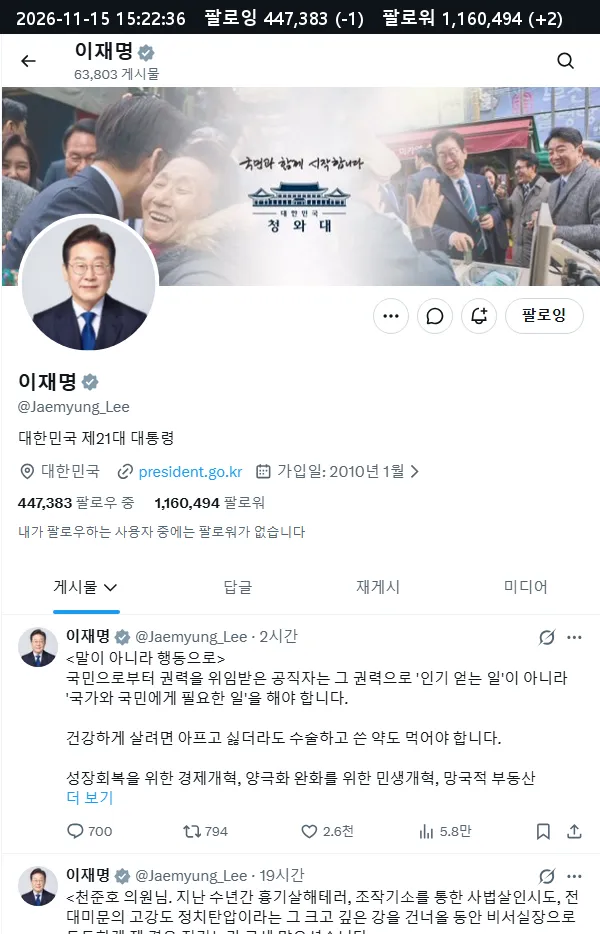 2026-11-15 15:22:36 팔로잉 447,383 (-1) 팔로워 1,160,494 (+2)
이재명
63,803 게시물
국민과 함께 시작합니다
대한민국
청와대
팔로잉
이재명
@Jaemyung_Lee
대한민국 제21대 대통령
대한민국 president.go.kr 가입일: 2010년 1월
447,383 팔로우 중 1,160,494 팔로워
내가 팔로우하는 사용자 중에는 팔로워가 없습니다
게시물 답글 재게시 미디어
이재명 @Jaemyung_Lee · 2시간
<말이 아니라 행동으로>
국민으로부터 권력을 위임받은 공직자는 그 권력으로 '인기 얻는 일'이 아니라
'국가와 국민에게 필요한 일'을 해야 합니다.
건강하게 살려면 아프고 싫더라도 수술하고 쓴 약도 먹어야 합니다.
성장회복을 위한 경제개혁, 양극화 완화를 위한 민생개혁, 망국적 부동산
더 보기
700 794 2.6천 5.8만
이재명 @Jaemyung_Lee · 19시간
<천준호 의원님. 지난 수년간 흉기살해테러, 조작기소를 통한 사법살인시도, 전
대미문의 고강도 정치탄압이라는 그 크고 깊은 강을 건너올 동안 비서실장으로